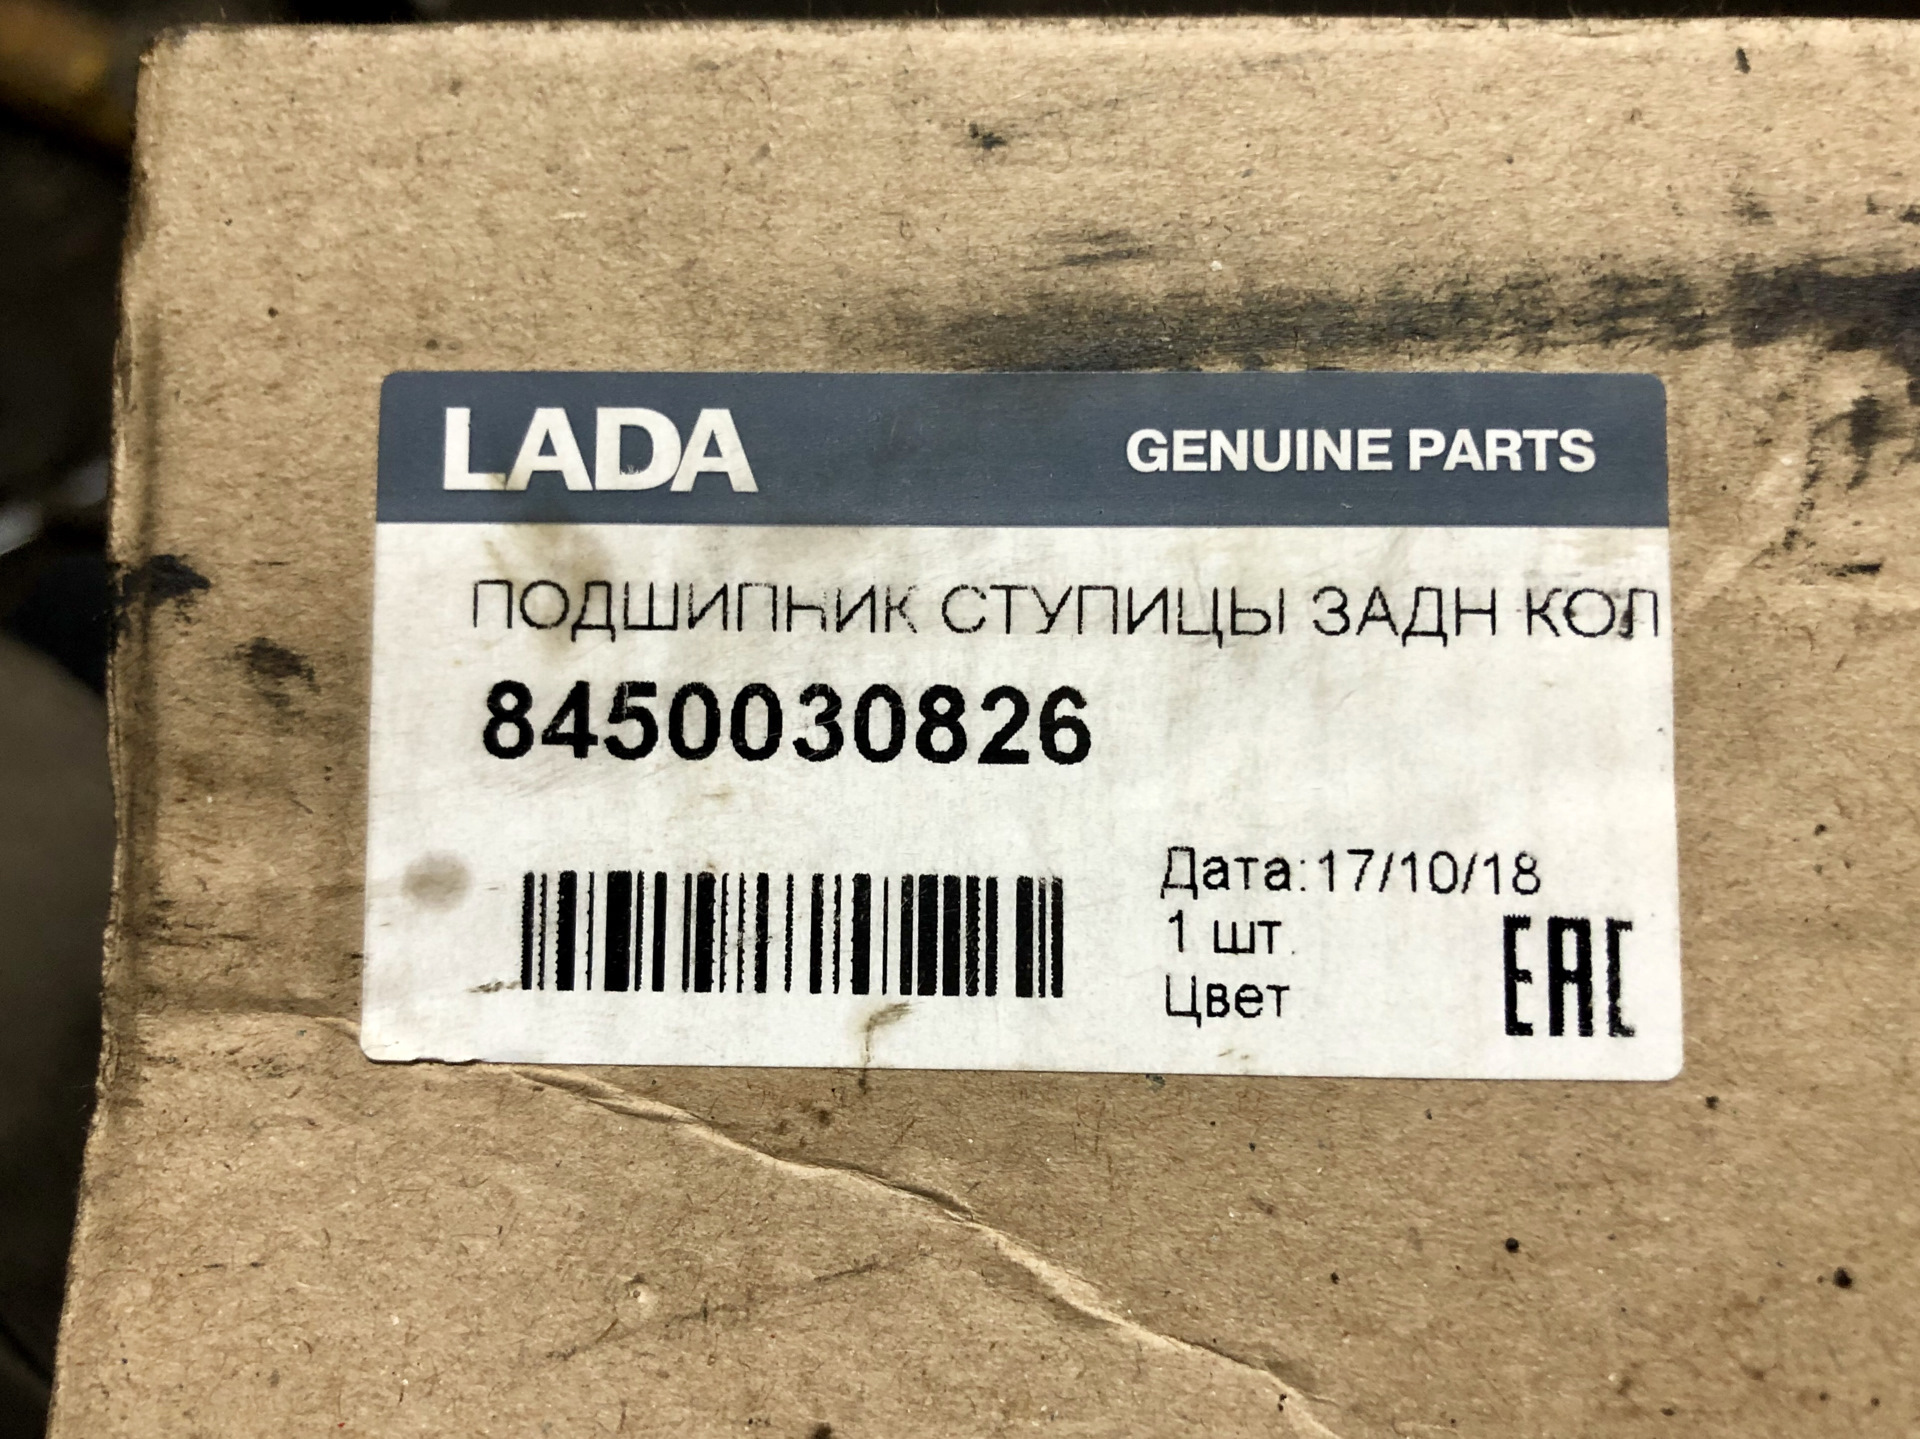 LADA GENUINE PARTS
ПОДШИПНИК СТУПИЦЫ ЗАДН КОЛ
8450030826
Дата:17/10/18
1 шт.
Цвет
EAC